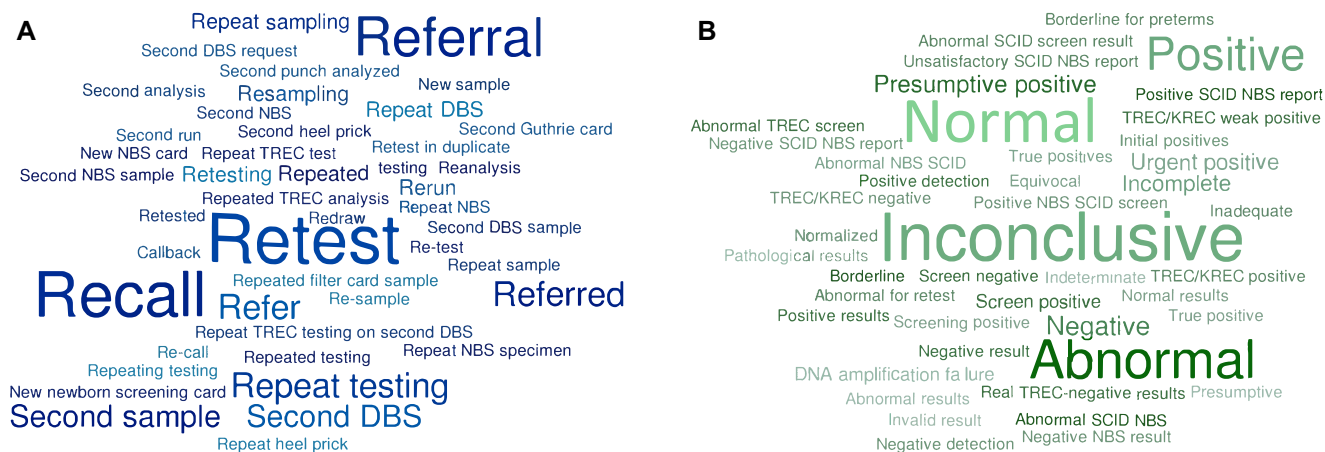 A
Repeat sampling
Referral
Second DBS request
Second punch analyzed
New sample
Second analysis
Resampling
Second NBS
Repeat DBS
Second run
Second heel prick
Second Guthrie card
New NBS card
Repeat TREC test
Retest in duplicate
Second NBS sample
Retesting
Repeated testing
Reanalysis
Rerun
Repeated TREC analysis
Repeat NBS
Retested
Redraw
Retest
Second DBS sample
Callback
Re-test
Repeat sample
Recall
Repeated filter card sample
Re-sample
Refer
Referred
Repeat TREC testing on second DBS
Re-call
Repeated testing
Repeat NBS specimen
Repeating testing
New newborn screening card
Repeat testing
Second sample
Second DBS
Repeat heel prick
B
Borderline for preterms
Abnormal SCID screen result
Positive
Unsatisfactory SCID NBS report
Presumptive positive
Positive SCID NBS report
Normal
TREC/KREC weak positive
Abnormal TREC screen
Negative SCID NBS report
Initial positives
Abnormal NBS SCID
True positives
Urgent positive
Positive detection
Equivocal
Incomplete
TREC/KREC negative
Positive NBS SCID screen
Inadequate
Normalized
Inconclusive
Pathological results
Borderline
Screen negative
Indeterminate
TREC/KREC positive
Abnormal for retest
Screen positive
Normal results
Positive results
Screening positive
Negative
True positive
Negative result
Abnormal
DNA amplification failure
Real TREC-negative results
Presumptive
Abnormal results
Invalid result
Abnormal SCID NBS
Negative detection
Negative NBS result